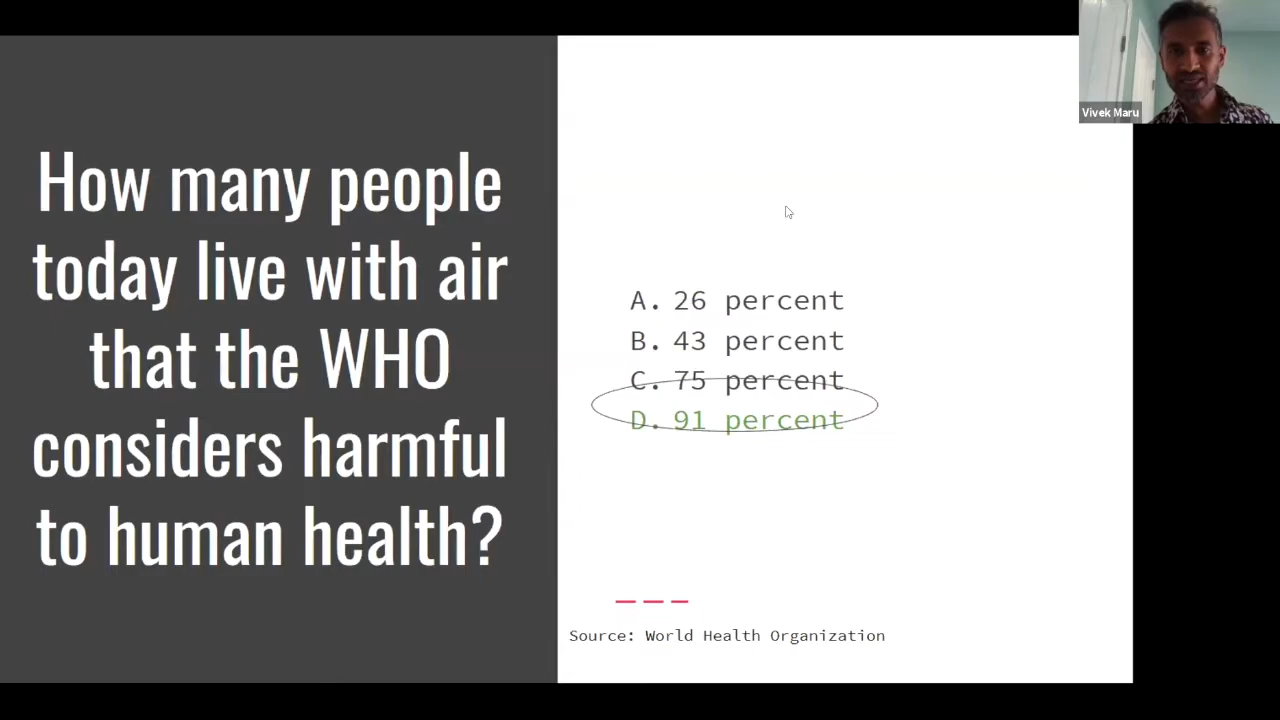 How many people
today live with air
that the WHO
considers harmful
to human health?
A. 26 percent
B. 43 percent
C. 75 percent
D. 91 percent
Source: World Health Organization
Vivek Maru